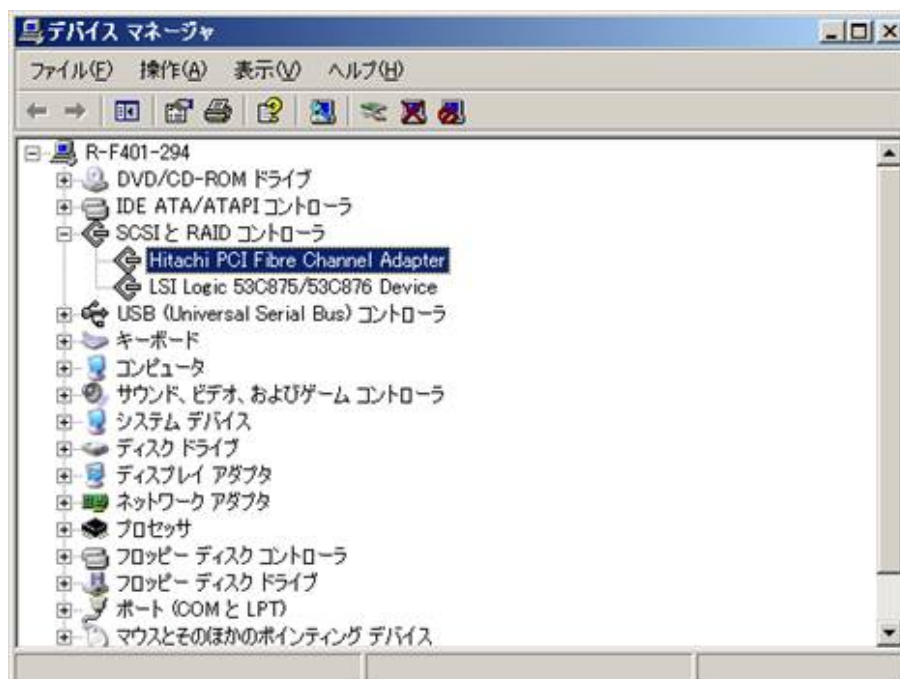 デバイス マネージャ
ファイル(F) 操作(A) 表示(V) ヘルプ(H)
R-F401-294
DVD/CD-ROM ドライブ
IDE ATA/ATAPI コントローラ
SCSI と RAID コントローラ
Hitachi PCI Fibre Channel Adapter
LSI Logic 53C875/53C876 Device
USB (Universal Serial Bus) コントローラ
キーボード
コンピュータ
サウンド、ビデオ、およびゲーム コントローラ
システム デバイス
ディスク ドライブ
ディスプレイ アダプタ
ネットワーク アダプタ
プロセッサ
フロッピー ディスク コントローラ
フロッピー ディスク ドライブ
ポート (COM と LPT)
マウスとそのほかのポインティング デバイス